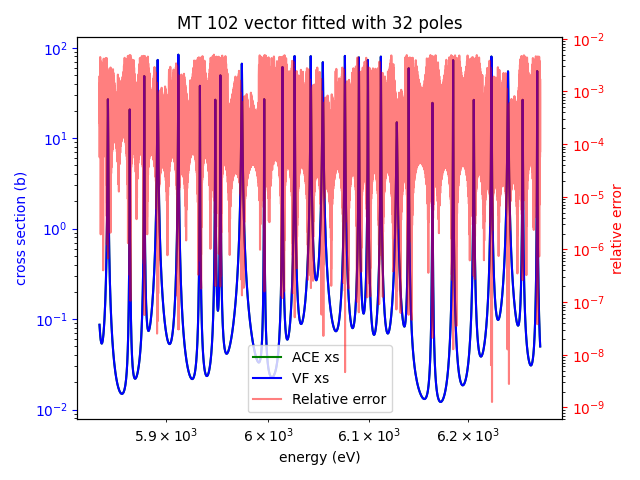 MT 102 vector fitted with 32 poles
cross section (b)
10²
10¹
10⁰
10⁻¹
10⁻²
10⁻²
10⁻³
10⁻⁴
10⁻⁵
10⁻⁶
10⁻⁷
10⁻⁸
10⁻⁹
relative error
ACE xs
VF xs
Relative error
5.9 × 10³ 6 × 10³ 6.1 × 10³ 6.2 × 10³
energy (eV)